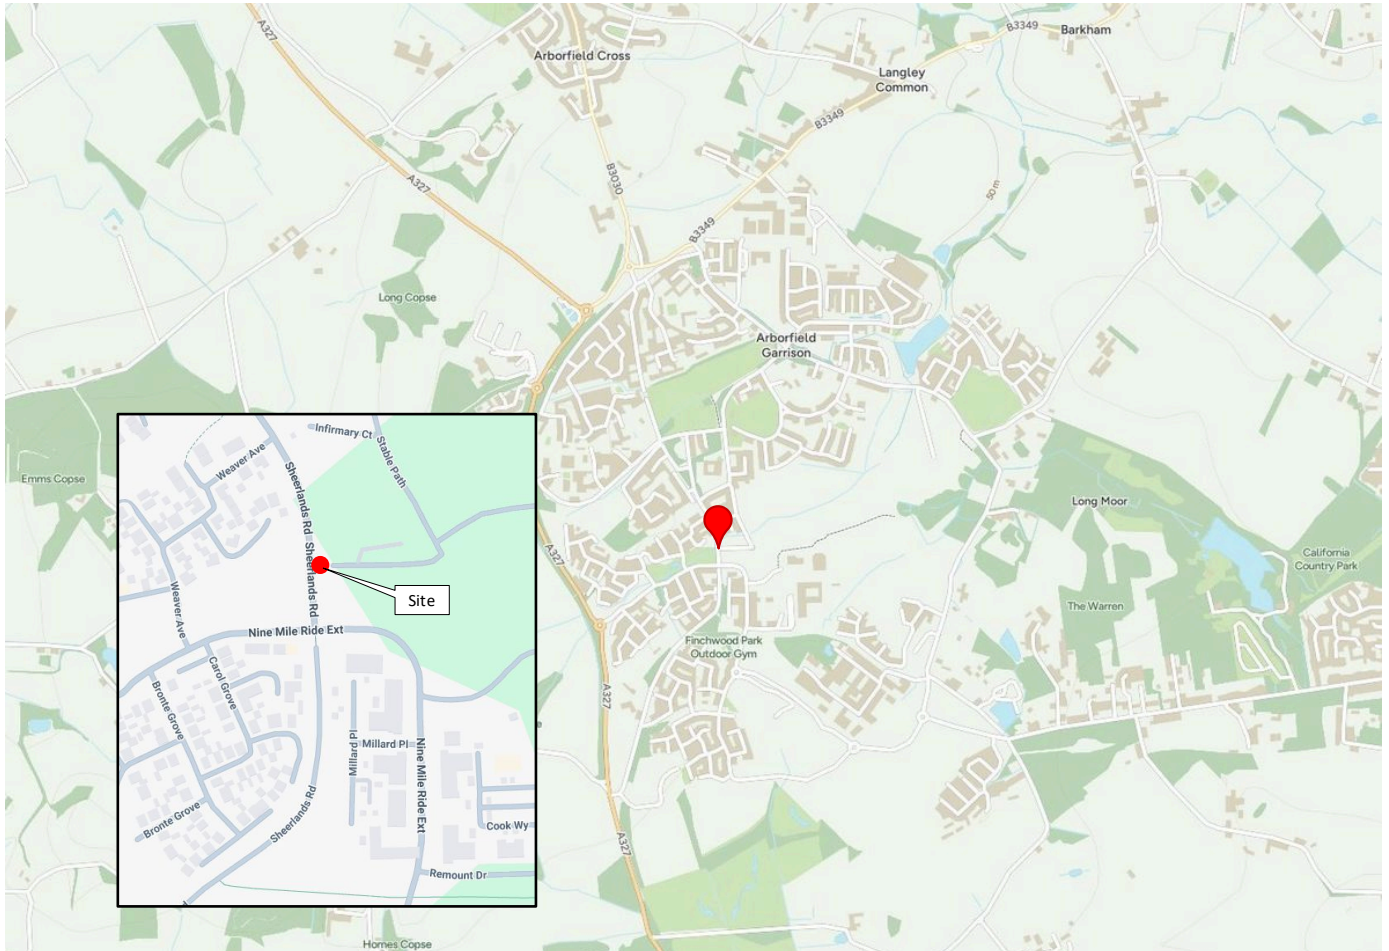 A327
Arborfield Cross
B3349
Barkham
Langley
Common
B3349
A327
B3030
50 m
B3349
Long Copse
Arborfield
Garrison
Emms Copse
Long Moor
California
Country Park
The Warren
A327
Finchwood Park
Outdoor Gym
A327
A327
Homes Copse
Infirmary Ct
Stable Path
Weaver Ave
Sheerlands Rd
Sheerlands Rd
Site
Weaver Ave
Nine Mile Ride Ext
Carol Grove
Bronte Grove
Millard Pl
Millard Pl
Nine Mile Ride Ext
Sheerlands Rd
Bronte Grove
Cook Wy
Remount Dr